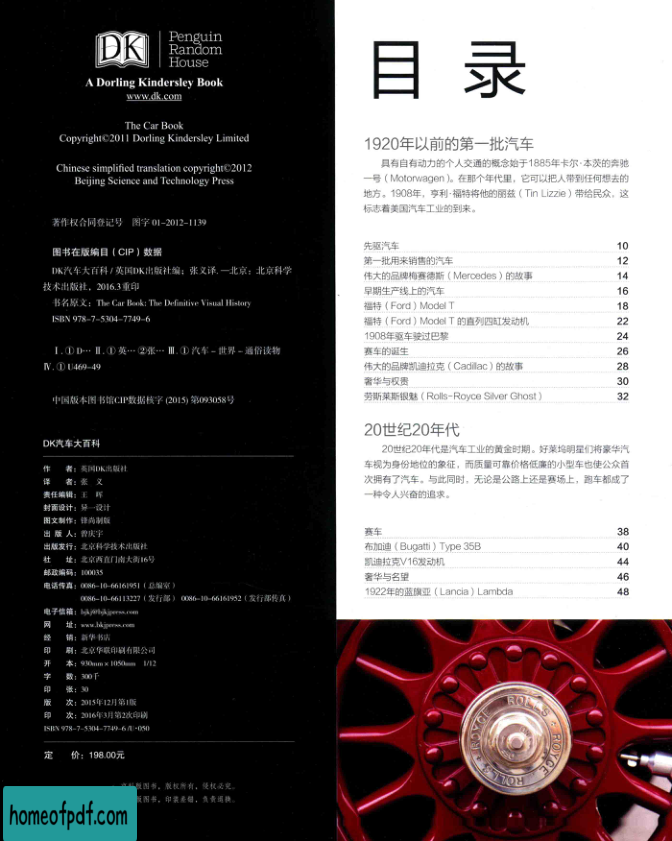 DK
Penguin
Random
House
A Dorling Kindersley Book
www.dk.com
The Car Book
Copyright©2011 Dorling Kindersley Limited
Chinese simplified translation copyright©2012
Beijing Science and Technology Press
著作权合同登记号 图字 01-2012-1139
图书在版编目（CIP）数据
DK汽车大百科 / 英国DK出版社编；张义译. —北京：北京科学
技术出版社，2016.3重印
书名原文：The Car Book: The Definitive Visual History
ISBN 978-7-5304-7749-6
Ⅰ. ① D… Ⅱ. ① 英… ②张… Ⅲ. ① 汽车－世界－通俗读物
Ⅳ. ① U469-49
中国版本图书馆CIP数据核字 (2015) 第093058号
DK汽车大百科
作 者：英国DK出版社
译 者：张 义
责任编辑：王 晖
封面设计：异一设计
图文制作：锋尚制版
出 版 人：曾庆宇
出版发行：北京科学技术出版社
社 址：北京西直门南大街16号
邮政编码：100035
电话传真：0086-10-66161951（总编室）
0086-10-66113227（发行部） 0086-10-66161952（发行部传真）
电子信箱：bjkj@bjkjpress.com
网 址：www.bkjpress.com
经 销：新华书店
印 刷：北京华联印刷有限公司
开 本：930mm×1050mm 1/12
字 数：300千
印 张：30
版 次：2015年12月第1版
印 次：2016年3月第2次印刷
ISBN 978-7-5304-7749-6 /U·050
定 价：198.00元
版图书，版权所有，侵权必究。
版图书，印装差错，负责退换。
homeofpdf.com
目 录
1920年以前的第一批汽车
具有自有动力的个人交通的概念始于1885年卡尔·本茨的奔驰
一号（Motorwagen）。在那个年代里，它可以把人带到任何想去的
地方。1908年，亨利·福特将他的丽兹（Tin Lizzie）带给民众，这
标志着美国汽车工业的到来。
先驱汽车 10
第一批用来销售的汽车 12
伟大的品牌梅赛德斯（Mercedes）的故事 14
早期生产线上的汽车 16
福特（Ford）Model T 18
福特（Ford）Model T 的直列四缸发动机 22
1908年驱车驶过巴黎 24
赛车的诞生 26
伟大的品牌凯迪拉克（Cadillac）的故事 28
奢华与权贵 30
劳斯莱斯银魅（Rolls-Royce Silver Ghost） 32
20世纪20年代
20世纪20年代是汽车工业的黄金时期。好莱坞明星们将豪华汽
车视为身份地位的象征，而质量可靠价格低廉的小型车也使公众首
次拥有了汽车。与此同时，无论是公路上还是赛场上，跑车都成了
一种令人兴奋的追求。
赛车 38
布加迪（Bugatti）Type 35B 40
凯迪拉克V16发动机 44
奢华与名望 46
1922年的蓝旗亚（Lancia）Lambda 48
ROLLS
ROYCE
ROLLS
ROYCE